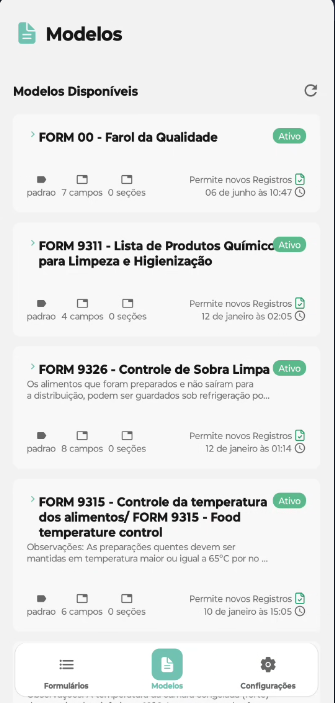 Modelos
Modelos Disponíveis
FORM 00 - Farol da Qualidade
Ativo
padrao 7 campos 0 seções
Permite novos Registros
06 de junho às 10:47
FORM 9311 - Lista de Produtos Químicc
Ativo
para Limpeza e Higienização
padrao 4 campos 0 seções
Permite novos Registros
12 de janeiro às 02:05
FORM 9326 - Controle de Sobra Limpa
Ativo
Os alimentos que foram preparados e não sairam para
a distribuição, podem ser guardados sob refrigeração po...
padrao 8 campos 0 seções
Permite novos Registros
12 de janeiro às 01:14
FORM 9315 - Controle da temperatura
Ativo
dos alimentos/ FORM 9315 - Food
temperature control
Observações: As preparações quentes devem ser
mantidas em temperatura maior ou igual a 65°C por no ...
padrao 6 campos 0 seções
Permite novos Registros
10 de janeiro às 15:05
Formulários
Modelos
Configurações